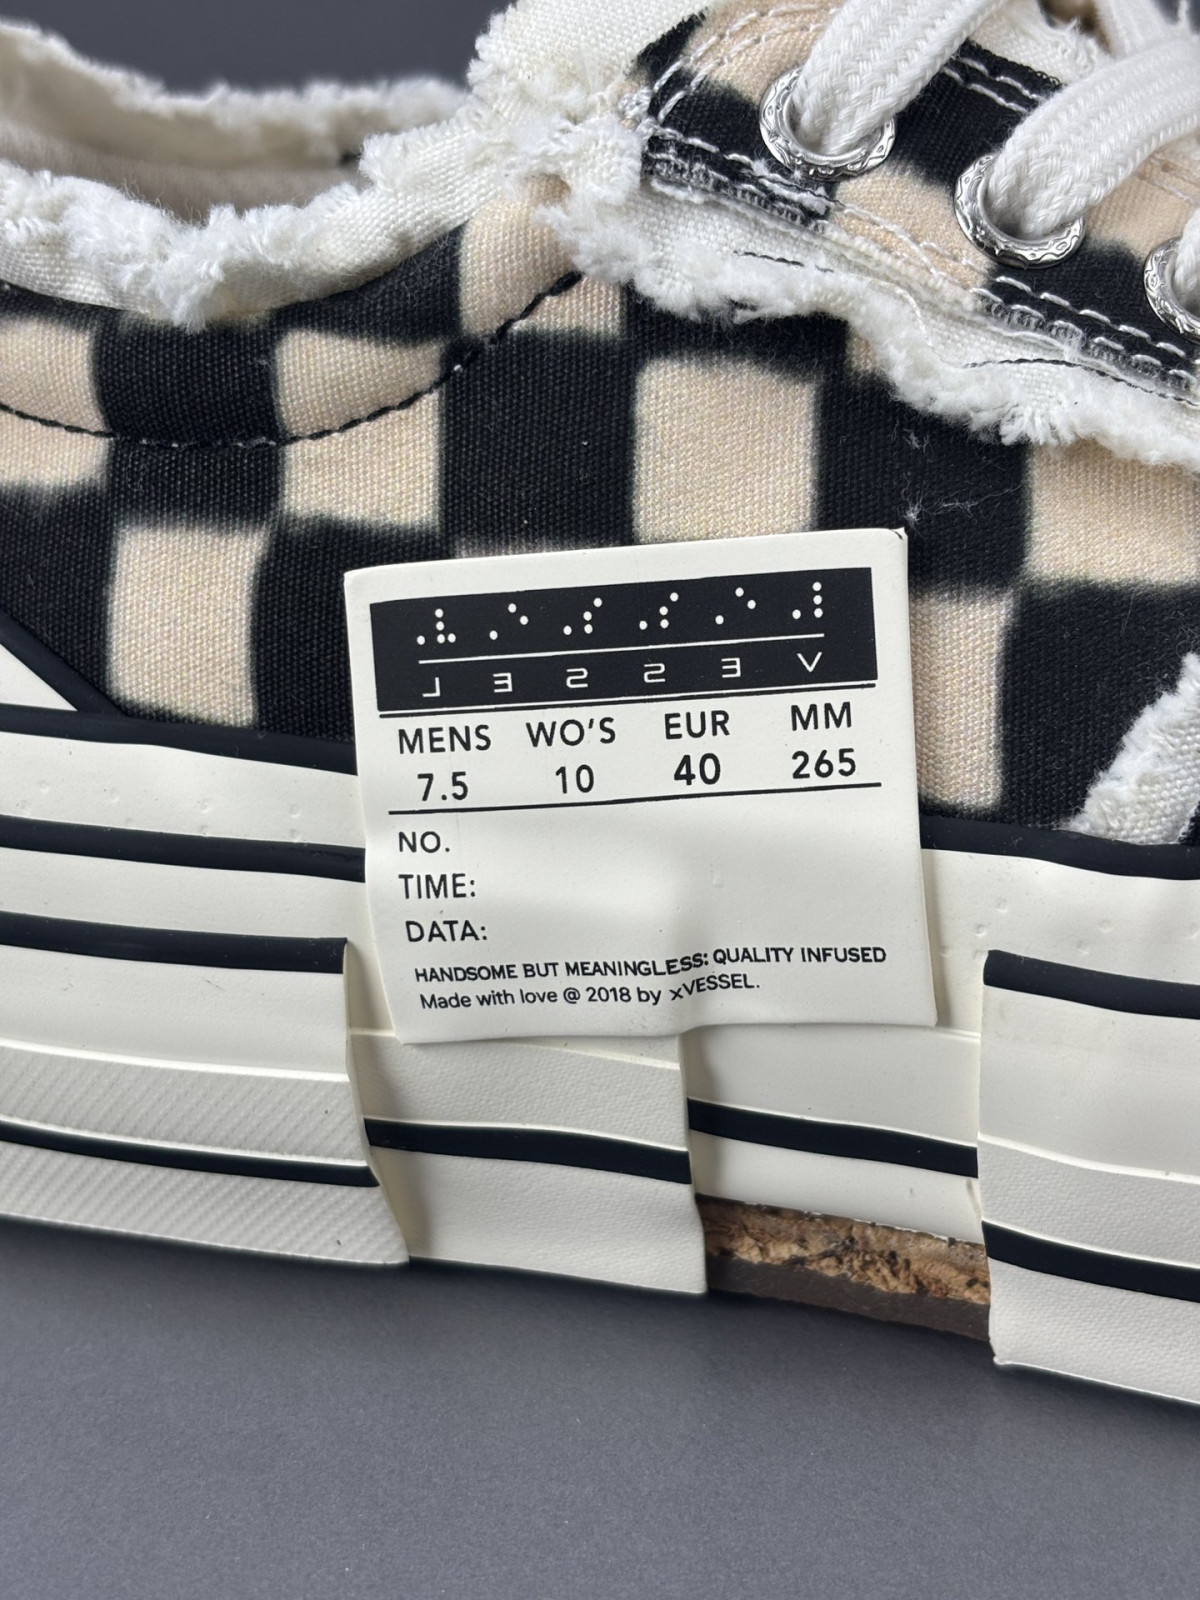 VESSEL
MENS WO'S EUR MM
7.5 10 40 265
NO.
TIME:
DATA:
HANDSOME BUT MEANINGLESS: QUALITY INFUSED
Made with love @ 2018 by xVESSEL.